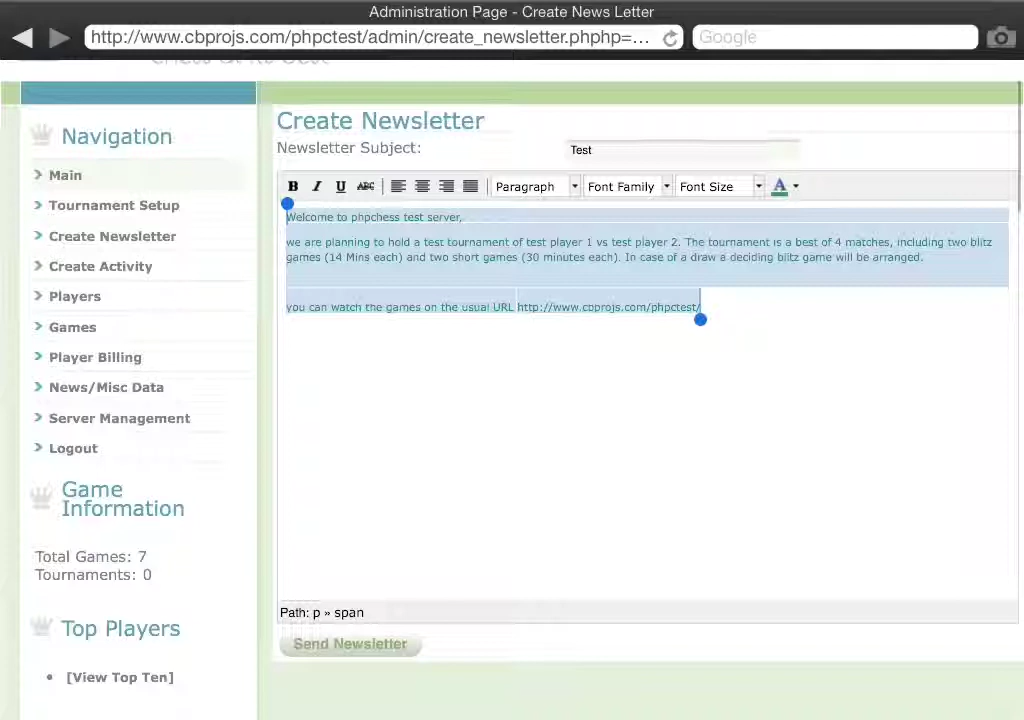 Administration Page - Create News Letter
http://www.cbprojs.com/phpctest/admin/create_newsletter.phphp=...
Google
Navigation
Main
Tournament Setup
Create Newsletter
Create Activity
Players
Games
Player Billing
News/Misc Data
Server Management
Logout
Game
Information
Total Games: 7
Tournaments: 0
Top Players
[View Top Ten]
Create Newsletter
Newsletter Subject:
Test
B I U ABC Paragraph Font Family Font Size A
Welcome to phpchess test server,
we are planning to hold a test tournament of test player 1 vs test player 2. The tournament is a best of 4 matches, including two blitz
games (14 Mins each) and two short games (30 minutes each). In case of a draw a deciding blitz game will be arranged.
you can watch the games on the usual URL http://www.cbprojs.com/phpctest/
Path: p » span
Send Newsletter